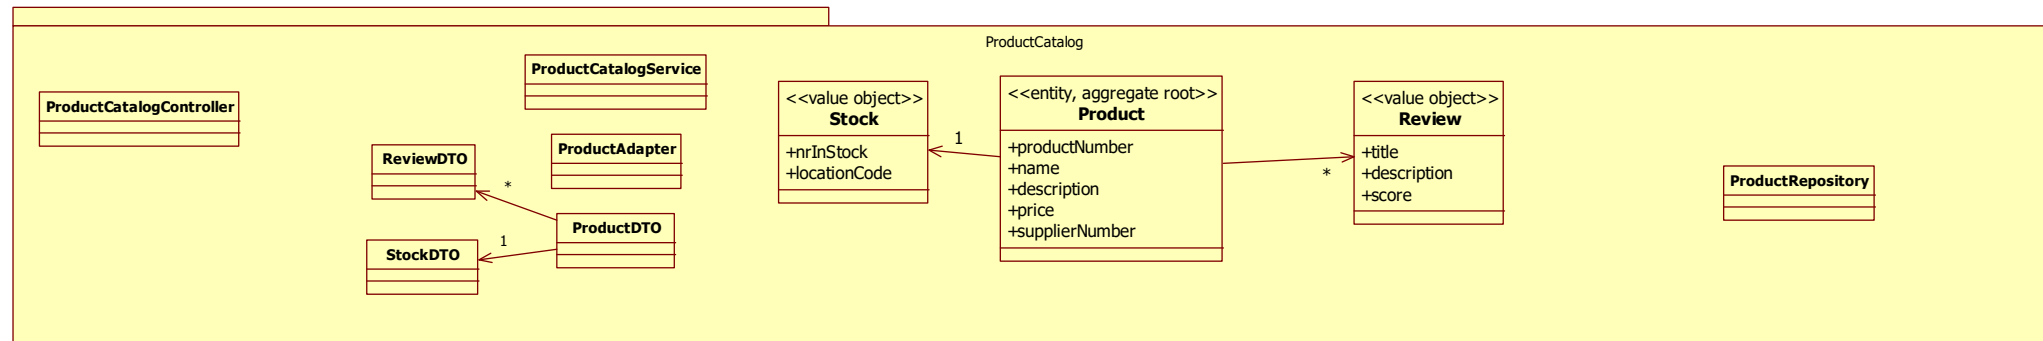 ProductCatalog
ProductCatalogController
ProductCatalogService
ReviewDTO
ProductAdapter
*
ProductDTO
1
StockDTO
<<value object>>
Stock
+nrInStock
+locationCode
1
<<entity, aggregate root>>
Product
+productNumber
+name
+description
+price
+supplierNumber
*
<<value object>>
Review
+title
+description
+score
ProductRepository